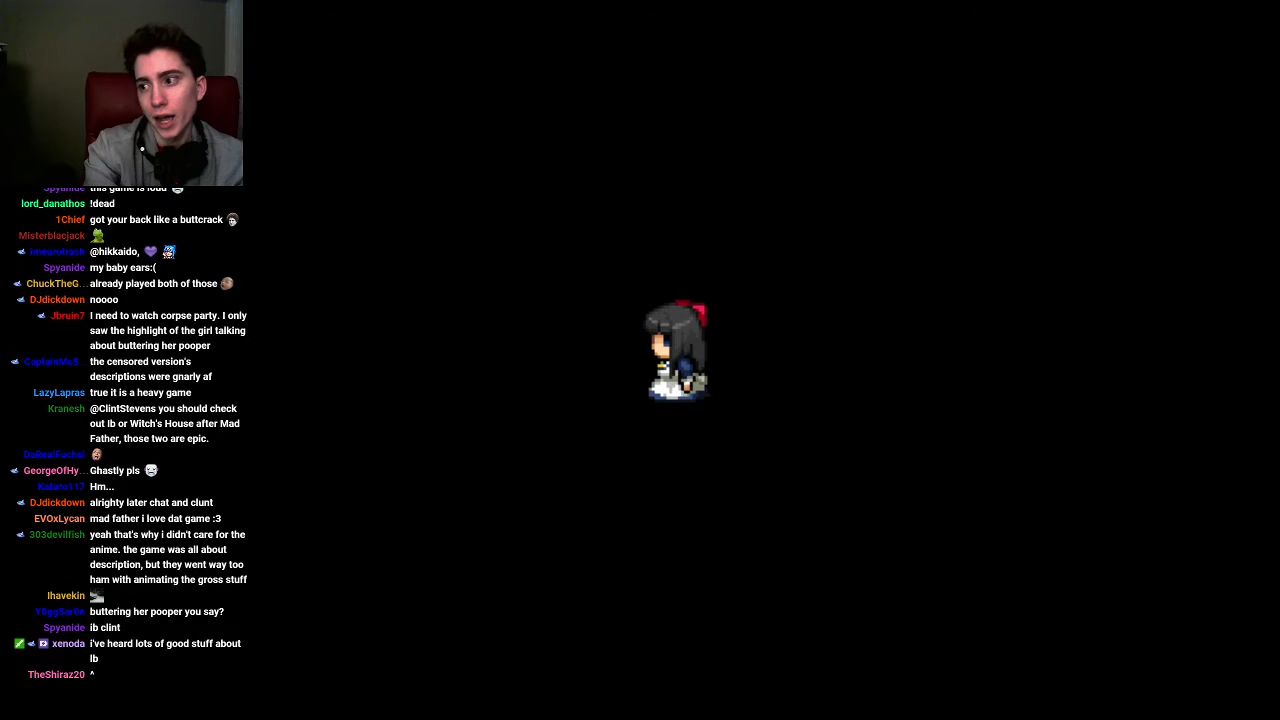 Spyanide this game is loud
lord_danathos !dead
1Chief got your back like a buttcrack
Misterblacjack
@hikkaido,
Spyanide my baby ears:(
ChuckTheG... already played both of those
DJdickdown noooo
Jbruin7 I need to watch corpse party. I only
saw the highlight of the girl talking
about buttering her pooper
the censored version's
descriptions were gnarly af
LazyLapras true it is a heavy game
Kranesh @ClintStevens you should check
out Ib or Witch's House after Mad
Father, those two are epic.
GeorgeOfHy... Ghastly pls
Hm...
DJdickdown alrighty later chat and clunt
EVOxLycan mad father i love dat game :3
303devilfish yeah that's why i didn't care for the
anime. the game was all about
description, but they went way too
ham with animating the gross stuff
Ihavekin
buttering her pooper you say?
Spyanide ib clint
xenoda i've heard lots of good stuff about
Ib
TheShiraz20 ^